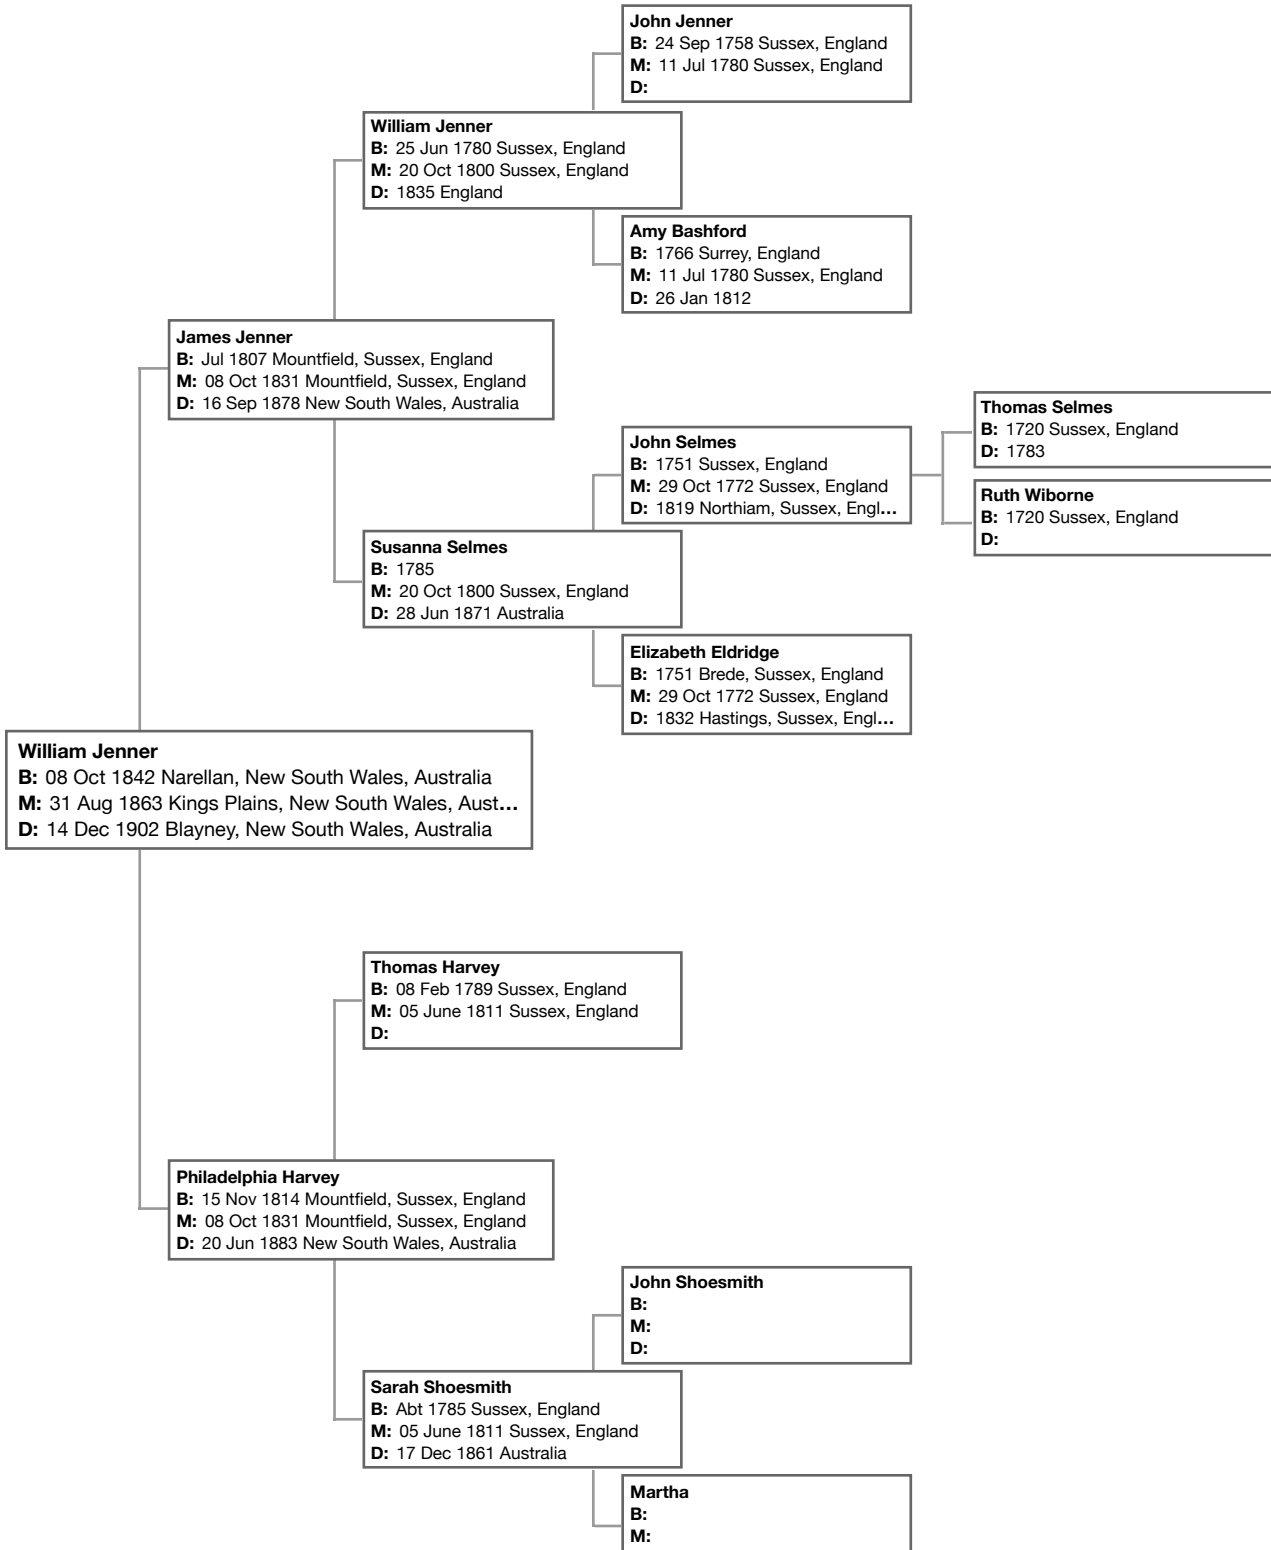 John Jenner
B: 24 Sep 1758 Sussex, England
M: 11 Jul 1780 Sussex, England
D:
William Jenner
B: 25 Jun 1780 Sussex, England
M: 20 Oct 1800 Sussex, England
D: 1835 England
Amy Bashford
B: 1766 Surrey, England
M: 11 Jul 1780 Sussex, England
D: 26 Jan 1812
James Jenner
B: Jul 1807 Mountfield, Sussex, England
M: 08 Oct 1831 Mountfield, Sussex, England
D: 16 Sep 1878 New South Wales, Australia
Thomas Selmes
B: 1720 Sussex, England
D: 1783
John Selmes
B: 1751 Sussex, England
M: 29 Oct 1772 Sussex, England
D: 1819 Northiam, Sussex, Engl...
Ruth Wiborne
B: 1720 Sussex, England
D:
Susanna Selmes
B: 1785
M: 20 Oct 1800 Sussex, England
D: 28 Jun 1871 Australia
Elizabeth Eldridge
B: 1751 Brede, Sussex, England
M: 29 Oct 1772 Sussex, England
D: 1832 Hastings, Sussex, Engl...
William Jenner
B: 08 Oct 1842 Narellan, New South Wales, Australia
M: 31 Aug 1863 Kings Plains, New South Wales, Aust...
D: 14 Dec 1902 Blayney, New South Wales, Australia
Thomas Harvey
B: 08 Feb 1789 Sussex, England
M: 05 June 1811 Sussex, England
D:
Philadelphia Harvey
B: 15 Nov 1814 Mountfield, Sussex, England
M: 08 Oct 1831 Mountfield, Sussex, England
D: 20 Jun 1883 New South Wales, Australia
John Shoesmith
B:
M:
D:
Sarah Shoesmith
B: Abt 1785 Sussex, England
M: 05 June 1811 Sussex, England
D: 17 Dec 1861 Australia
Martha
B:
M: